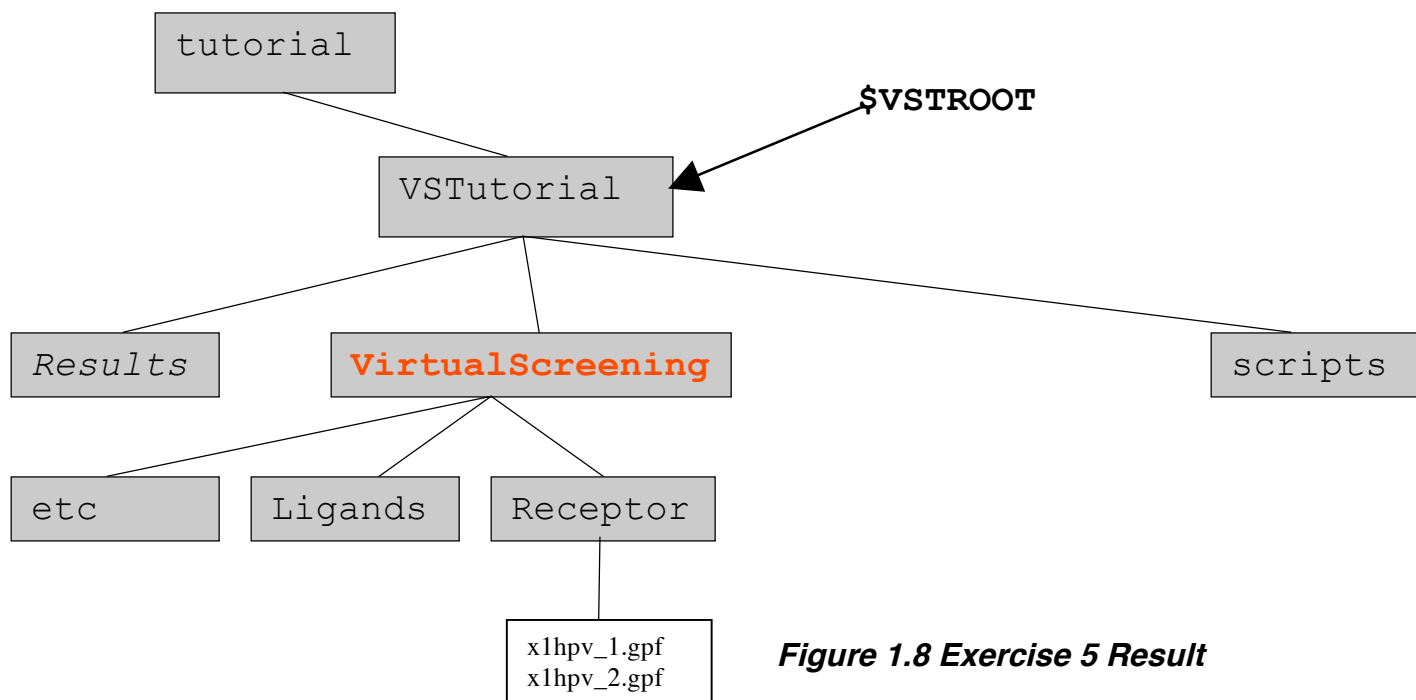 tutorial
$VSTROOT
VSTutorial
Results
VirtualScreening
scripts
etc
Ligands
Receptor
x1hpv_1.gpf
x1hpv_2.gpf
Figure 1.8 Exercise 5 Result